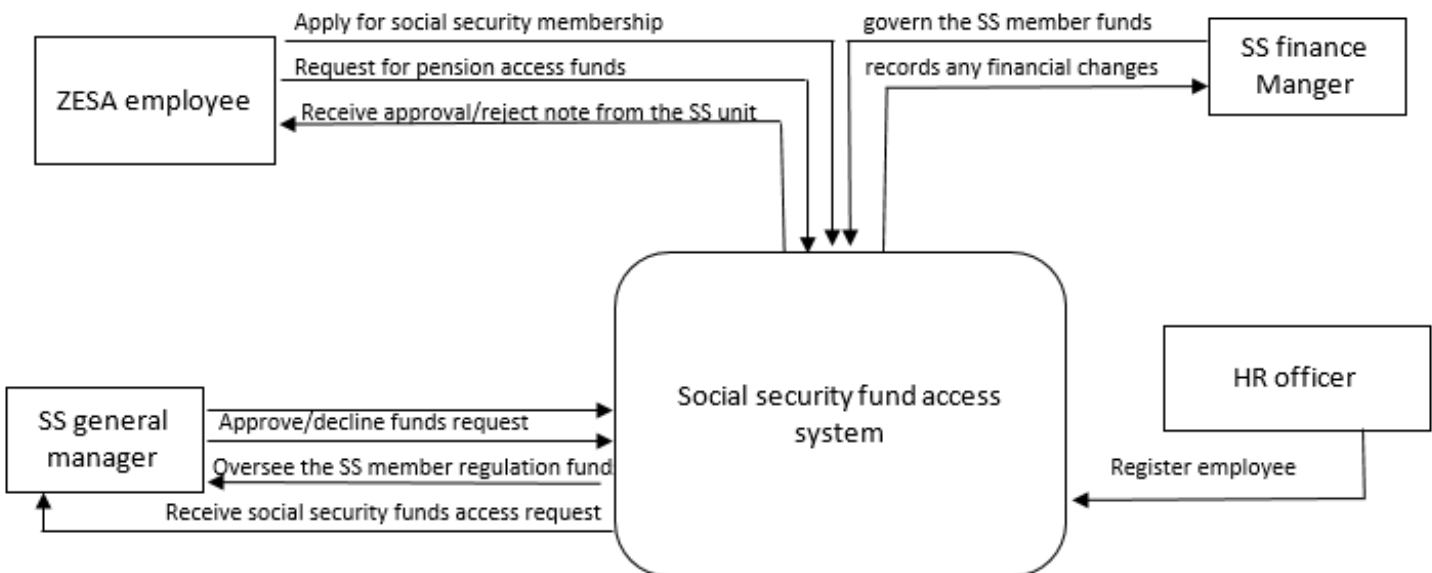 Apply for social security membership
govern the SS member funds
ZESA employee
Request for pension access funds
records any financial changes
SS finance
Manger
Receive approval/reject note from the SS unit
Social security fund access
system
HR officer
SS general
manager
Approve/decline funds request
Oversee the SS member regulation fund
Receive social security funds access request
Register employee